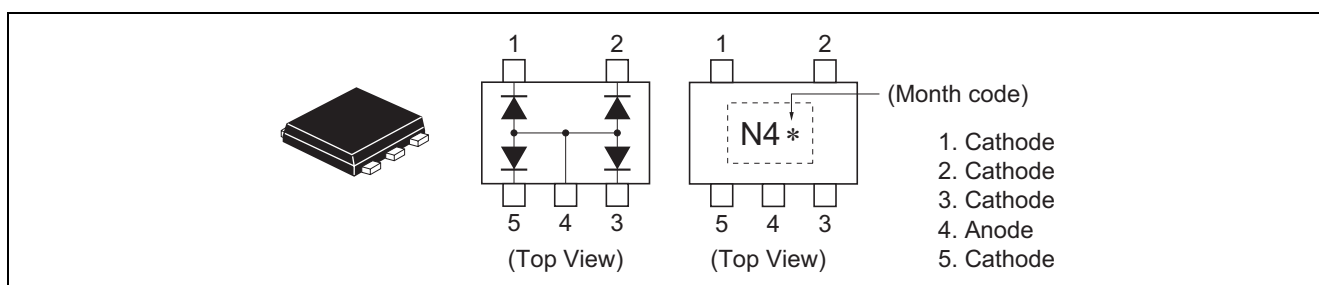 1 2
5 4 3
(Top View)
1 2
N4 *
5 4 3
(Top View)
(Month code)
1. Cathode
2. Cathode
3. Cathode
4. Anode
5. Cathode